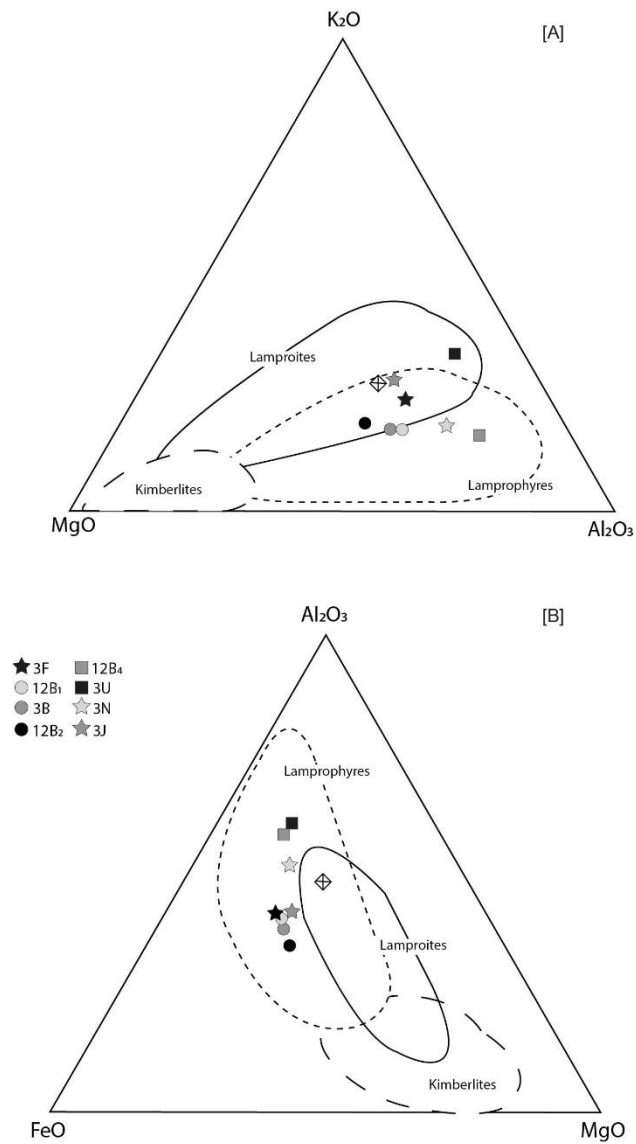 K₂O
[A]
Lamproites
Kimberlites
Lamprophyres
MgO
Al₂O₃
Al₂O₃
[B]
3F 12B₄
12B₁ 3U
3B 3N
12B₂ 3J
Lamprophyres
Lamproites
Kimberlites
FeO
MgO